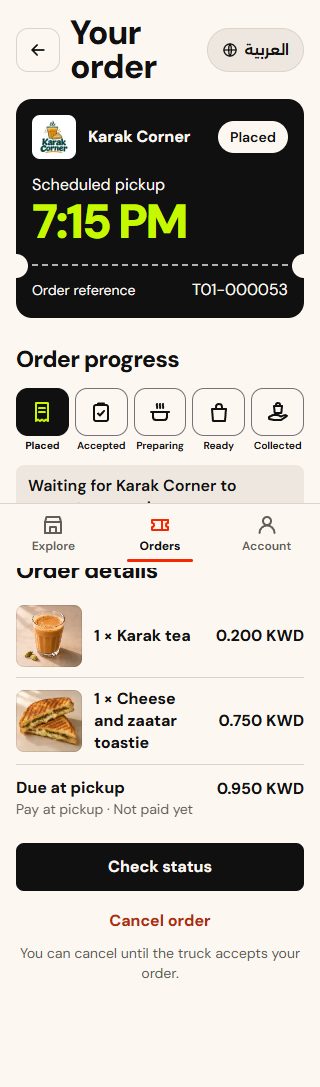 Your
order
العربية
Karak
Corner
Karak Corner
Placed
Scheduled pickup
7:15 PM
Order reference
T01-000053
Order progress
Placed
Accepted
Preparing
Ready
Collected
Waiting for Karak Corner to
Explore
Orders
Account
Order details
1 × Karak tea
0.200 KWD
1 × Cheese
and zaatar
toastie
0.750 KWD
Due at pickup
0.950 KWD
Pay at pickup · Not paid yet
Check status
Cancel order
You can cancel until the truck accepts your
order.